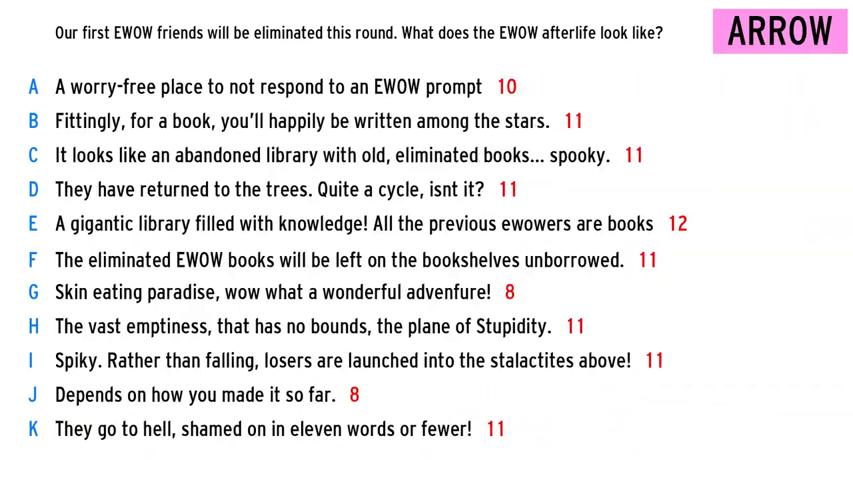 Our first EWOW friends will be eliminated this round. What does the EWOW afterlife look like?
ARROW
A A worry-free place to not respond to an EWOW prompt 10
B Fittingly, for a book, you'll happily be written among the stars. 11
C It looks like an abandoned library with old, eliminated books... spooky. 11
D They have returned to the trees. Quite a cycle, isnt it? 11
E A gigantic library filled with knowledge! All the previous ewowers are books 12
F The eliminated EWOW books will be left on the bookshelves unborrowed. 11
G Skin eating paradise, wow what a wonderful advenfure! 8
H The vast emptiness, that has no bounds, the plane of Stupidity. 11
I Spiky. Rather than falling, losers are launched into the stalactites above! 11
J Depends on how you made it so far. 8
K They go to hell, shamed on in eleven words or fewer! 11